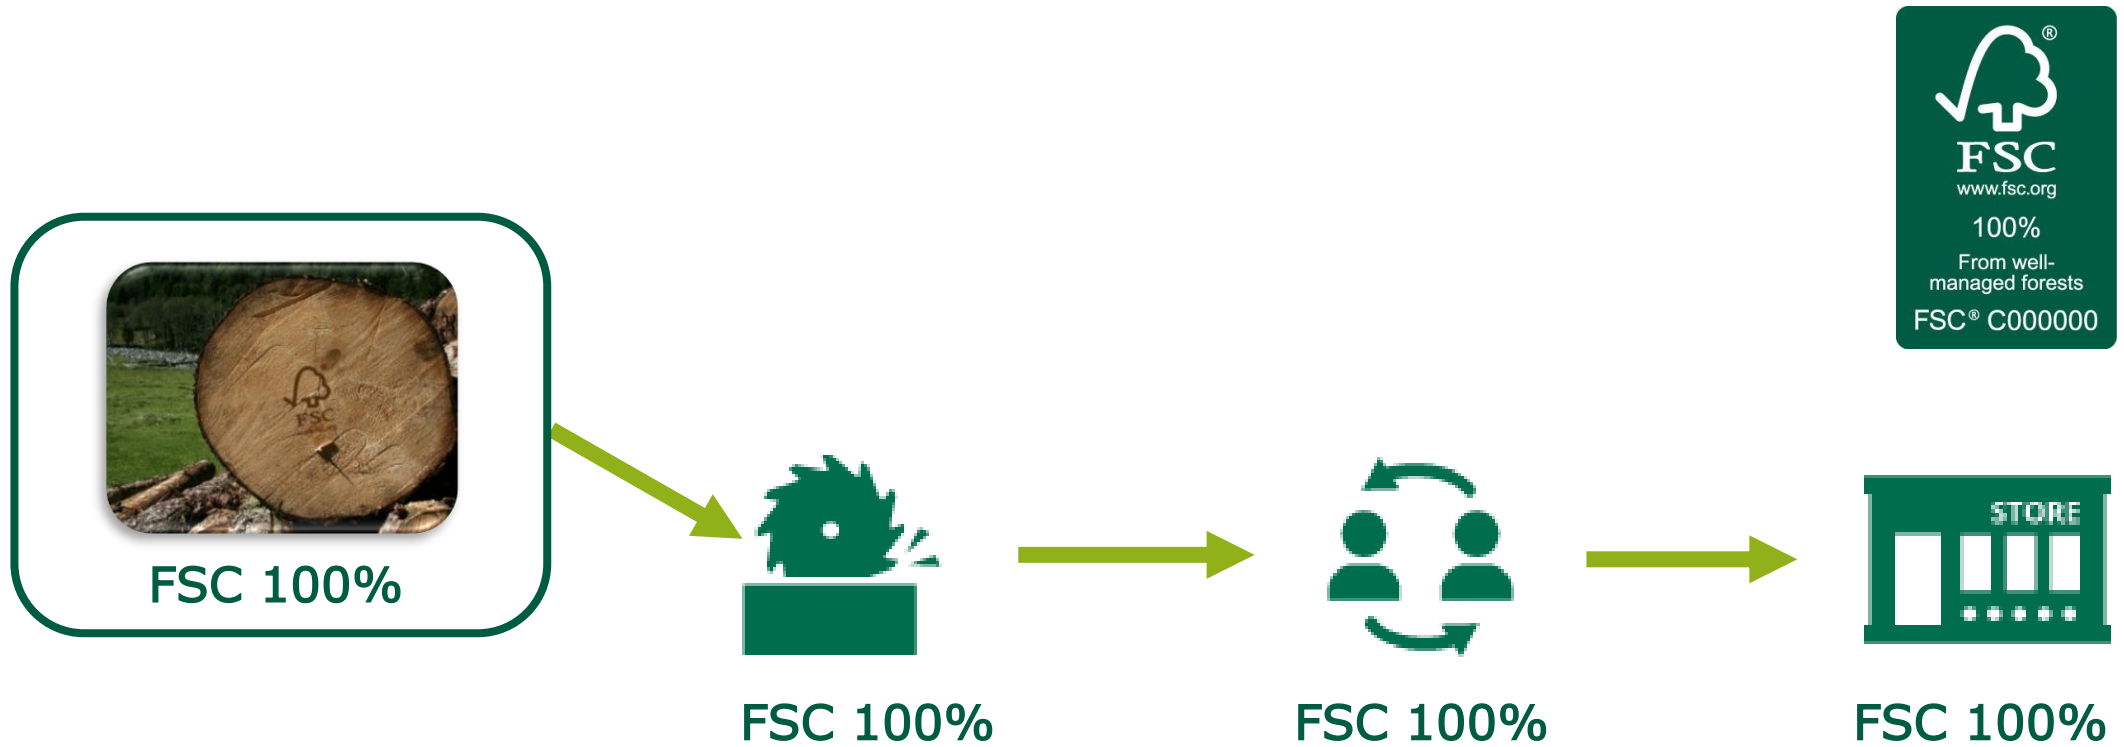 ®
FSC
www.fsc.org
100%
From well-
managed forests
FSC® C000000
FSC
FSC 100%
STORE
FSC 100%
FSC 100%
FSC 100%